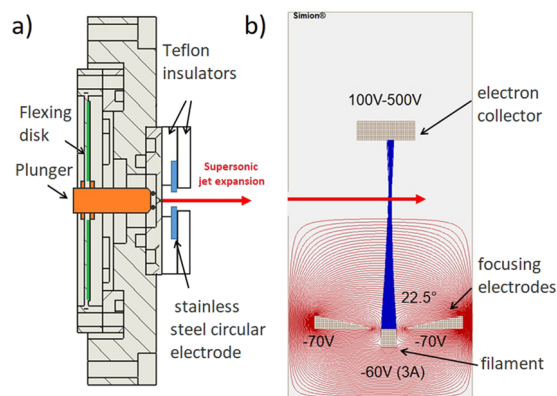 a)
Teflon
insulators
Flexing
disk
Plunger
Supersonic
jet expansion
stainless
steel circular
electrode
b)
Simion®
100V-500V
electron
collector
22.5°
focusing
electrodes
-70V
-70V
filament
-60V (3A)